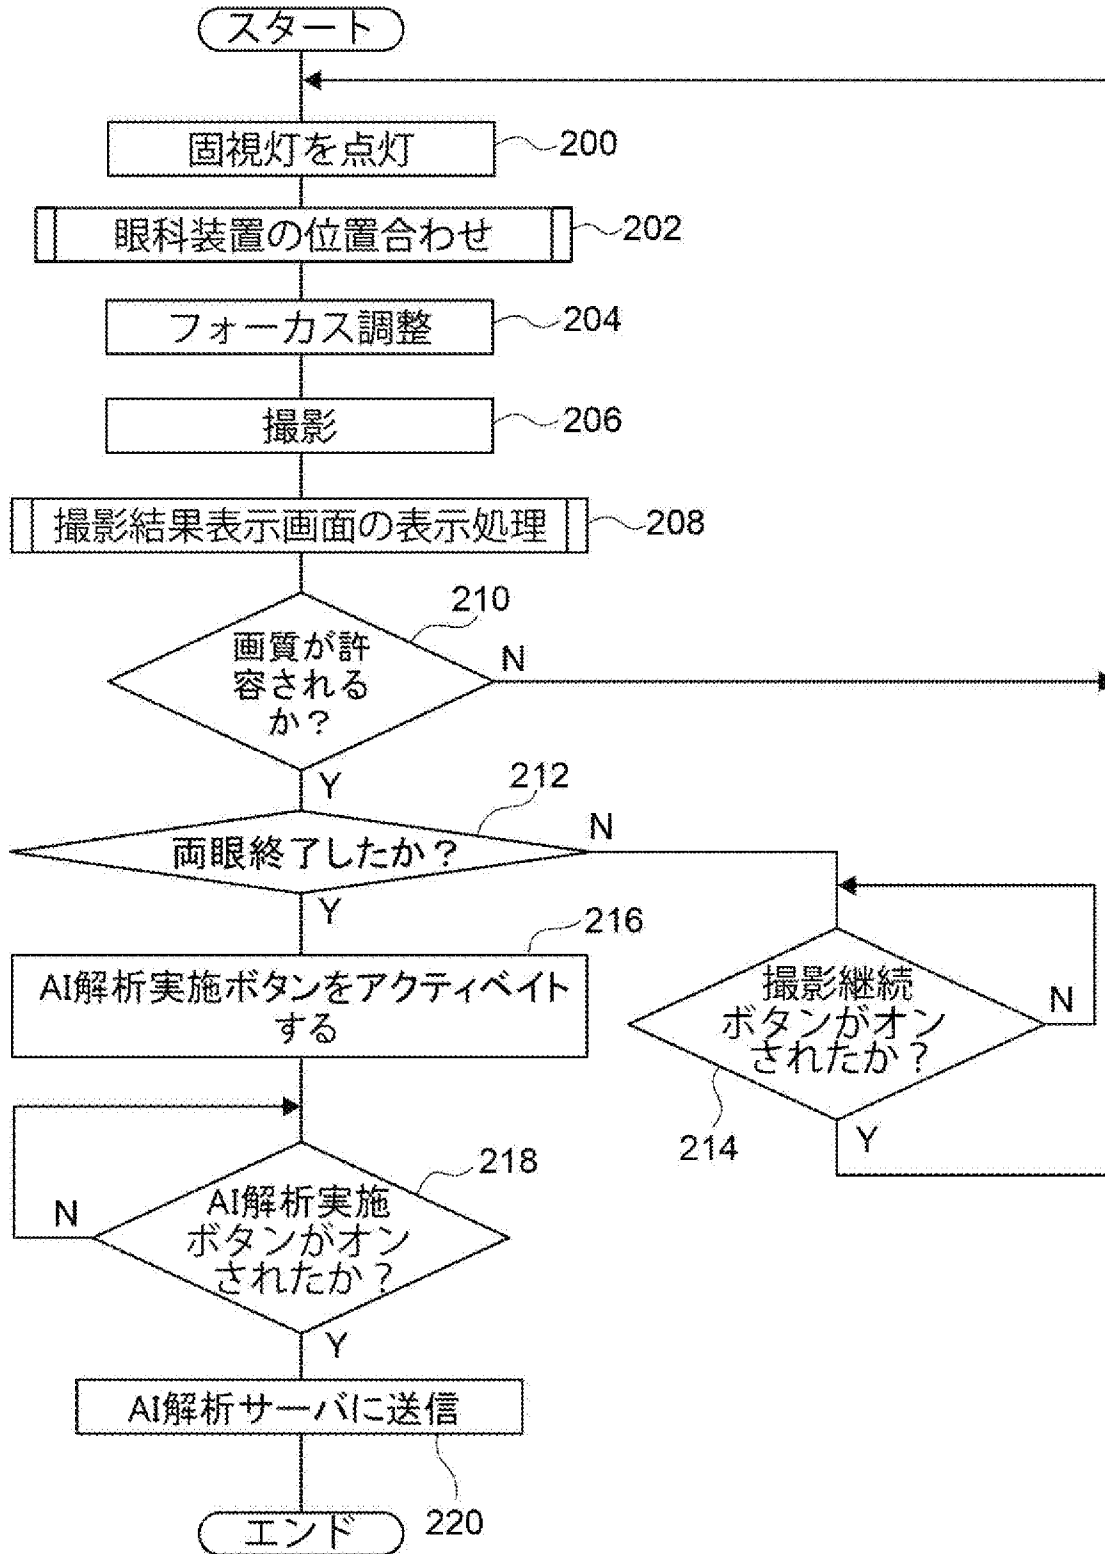 スタート
固視灯を点灯
200
眼科装置の位置合わせ
202
フォーカス調整
204
撮影
206
撮影結果表示画面の表示処理
208
210
画質が許
容される
か？
N
Y
212
両眼終了したか？
N
Y
216
AI解析実施ボタンをアクティベイト
する
撮影継続
ボタンがオン
されたか？
N
214
Y
218
AI解析実施
ボタンがオン
されたか？
N
Y
AI解析サーバに送信
220
エンド